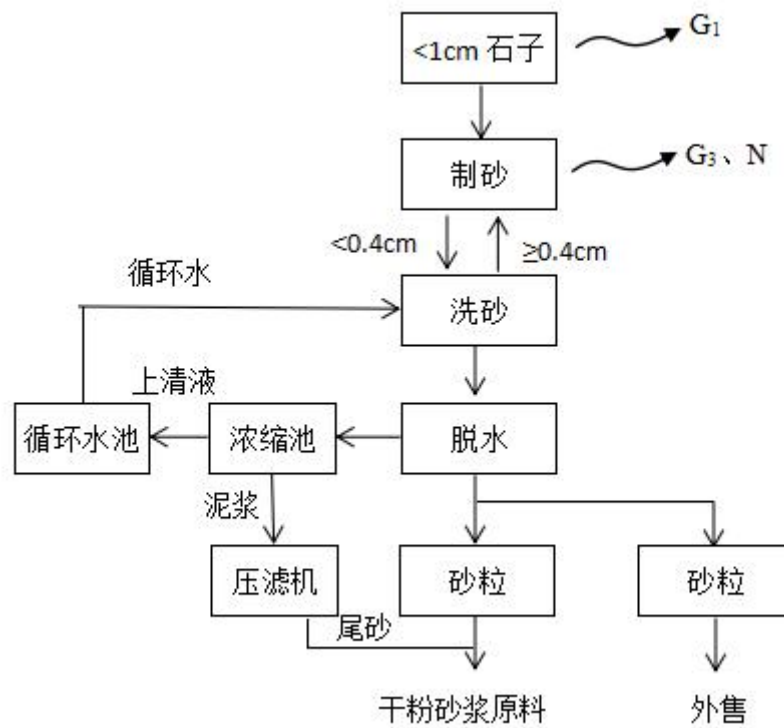 <1cm 石子
G₁
制砂
G₃、N
<0.4cm
≥0.4cm
循环水
洗砂
上清液
循环水池
浓缩池
脱水
泥浆
压滤机
砂粒
砂粒
尾砂
干粉砂浆原料
外售